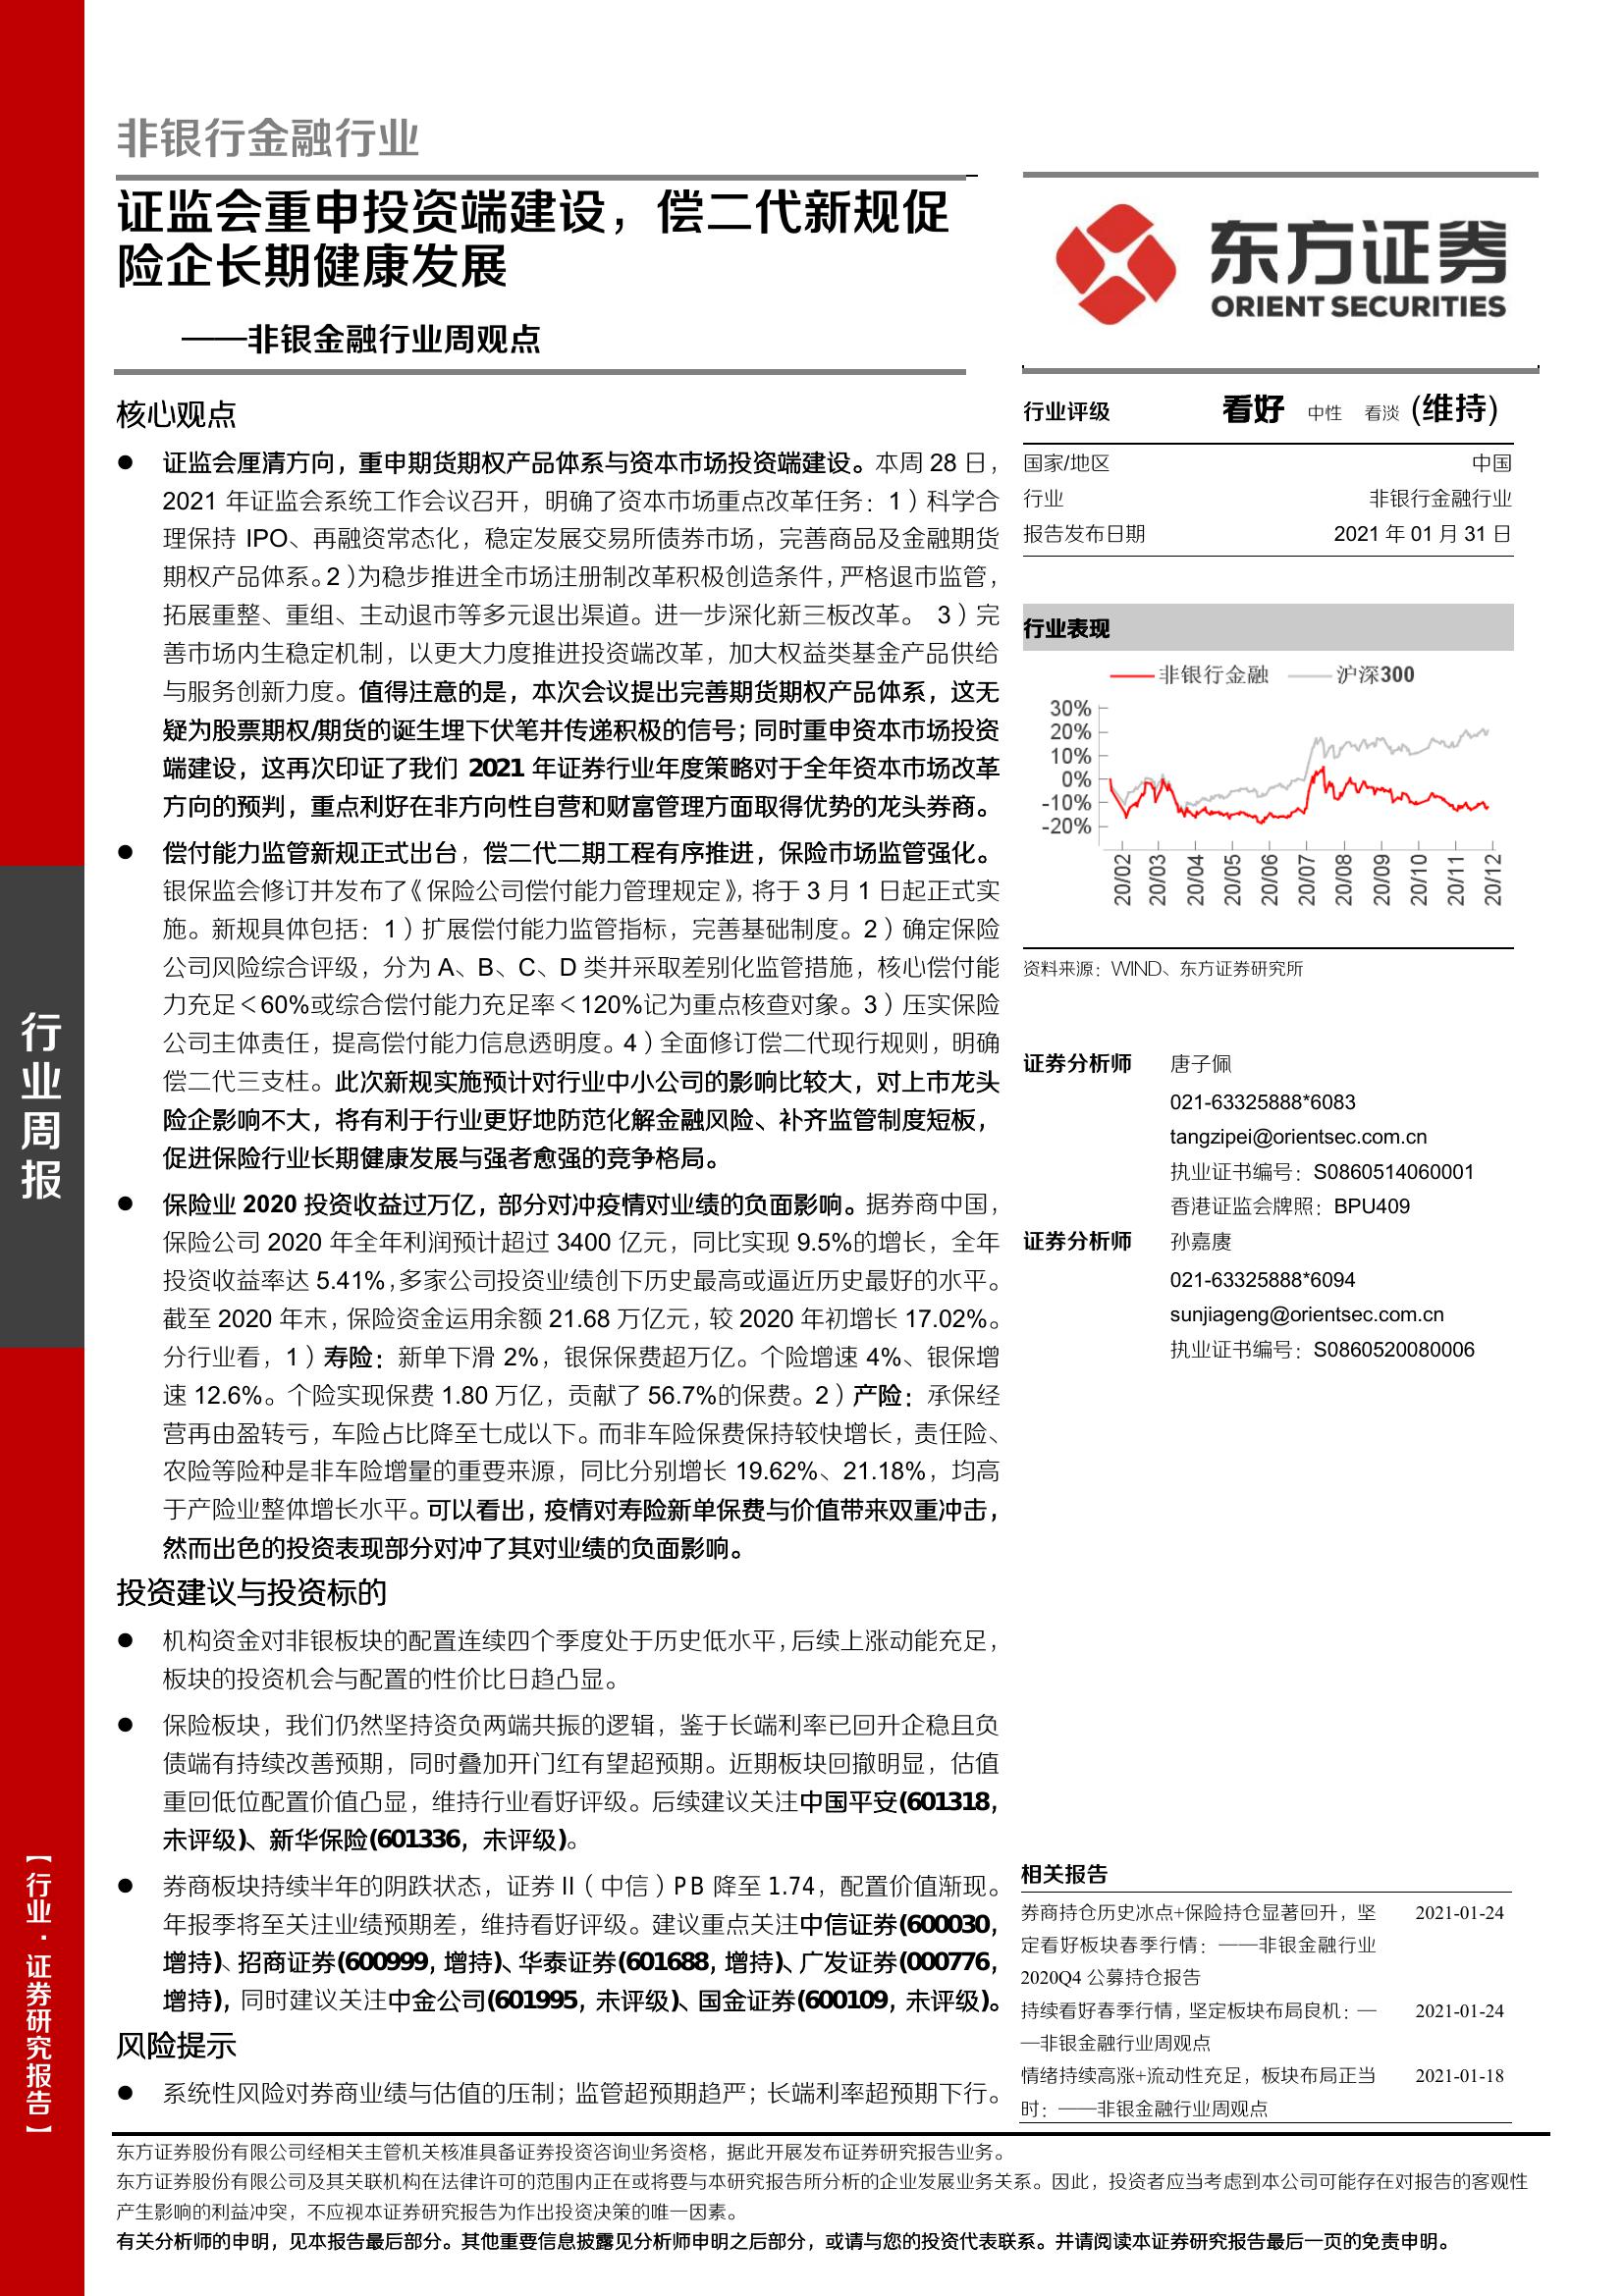 非银行金融行业
证监会重申投资端建设，偿二代新规促
险企长期健康发展
——非银金融行业周观点
核心观点
● 证监会厘清方向，重申期货期权产品体系与资本市场投资端建设。本周 28 日，
2021 年证监会系统工作会议召开，明确了资本市场重点改革任务：1）科学合
理保持 IPO、再融资常态化，稳定发展交易所债券市场，完善商品及金融期货
期权产品体系。2）为稳步推进全市场注册制改革积极创造条件，严格退市监管，
拓展重整、重组、主动退市等多元退出渠道。进一步深化新三板改革。 3）完
善市场内生稳定机制，以更大力度推进投资端改革，加大权益类基金产品供给
与服务创新力度。值得注意的是，本次会议提出完善期货期权产品体系，这无
疑为股票期权/期货的诞生埋下伏笔并传递积极的信号；同时重申资本市场投资
端建设，这再次印证了我们 2021 年证券行业年度策略对于全年资本市场改革
方向的预判，重点利好在非方向性自营和财富管理方面取得优势的龙头券商。
● 偿付能力监管新规正式出台，偿二代二期工程有序推进，保险市场监管强化。
银保监会修订并发布了《保险公司偿付能力管理规定》，将于 3 月 1 日起正式实
施。新规具体包括：1）扩展偿付能力监管指标，完善基础制度。2）确定保险
公司风险综合评级，分为 A、B、C、D 类并采取差别化监管措施，核心偿付能
力充足＜60%或综合偿付能力充足率＜120%记为重点核查对象。3）压实保险
公司主体责任，提高偿付能力信息透明度。4）全面修订偿二代现行规则，明确
偿二代三支柱。此次新规实施预计对行业中小公司的影响比较大，对上市龙头
险企影响不大，将有利于行业更好地防范化解金融风险、补齐监管制度短板，
促进保险行业长期健康发展与强者愈强的竞争格局。
● 保险业 2020 投资收益过万亿，部分对冲疫情对业绩的负面影响。据券商中国，
保险公司 2020 年全年利润预计超过 3400 亿元，同比实现 9.5%的增长，全年
投资收益率达 5.41%，多家公司投资业绩创下历史最高或逼近历史最好的水平。
截至 2020 年末，保险资金运用余额 21.68 万亿元，较 2020 年初增长 17.02%。
分行业看，1）寿险：新单下滑 2%，银保保费超万亿。个险增速 4%、银保增
速 12.6%。个险实现保费 1.80 万亿，贡献了 56.7%的保费。2）产险：承保经
营再由盈转亏，车险占比降至七成以下。而非车险保费保持较快增长，责任险、
农险等险种是非车险增量的重要来源，同比分别增长 19.62%、21.18%，均高
于产险业整体增长水平。可以看出，疫情对寿险新单保费与价值带来双重冲击，
然而出色的投资表现部分对冲了其对业绩的负面影响。
投资建议与投资标的
● 机构资金对非银板块的配置连续四个季度处于历史低水平，后续上涨动能充足，
板块的投资机会与配置的性价比日趋凸显。
● 保险板块，我们仍然坚持资负两端共振的逻辑，鉴于长端利率已回升企稳且负
债端有持续改善预期，同时叠加开门红有望超预期。近期板块回撤明显，估值
重回低位配置价值凸显，维持行业看好评级。后续建议关注中国平安(601318，
未评级)、新华保险(601336，未评级)。
● 券商板块持续半年的阴跌状态，证券 II（中信）PB 降至 1.74，配置价值渐现。
年报季将至关注业绩预期差，维持看好评级。建议重点关注中信证券(600030，
增持)、招商证券(600999，增持)、华泰证券(601688，增持)、广发证券(000776，
增持)，同时建议关注中金公司(601995，未评级)、国金证券(600109，未评级)。
风险提示
● 系统性风险对券商业绩与估值的压制；监管超预期趋严；长端利率超预期下行。
东方证券
ORIENT SECURITIES
行业评级 看好 中性 看淡 (维持)
国家/地区 中国
行业 非银行金融行业
报告发布日期 2021 年 01 月 31 日
行业表现
非银行金融 沪深300
30%
20%
10%
0%
-10%
-20%
20/02 20/03 20/04 20/05 20/06 20/07 20/08 20/09 20/10 20/11 20/12
资料来源：WIND、东方证券研究所
证券分析师 唐子佩
021-63325888*6083
tangzipei@orientsec.com.cn
执业证书编号：S0860514060001
香港证监会牌照：BPU409
证券分析师 孙嘉赓
021-63325888*6094
sunjiageng@orientsec.com.cn
执业证书编号：S0860520080006
相关报告
券商持仓历史冰点+保险持仓显著回升，坚 2021-01-24
定看好板块春季行情：——非银金融行业
2020Q4 公募持仓报告
持续看好春季行情，坚定板块布局良机：— 2021-01-24
—非银金融行业周观点
情绪持续高涨+流动性充足，板块布局正当 2021-01-18
时：——非银金融行业周观点
行业周报
【行业·证券研究报告】
东方证券股份有限公司经相关主管机关核准具备证券投资咨询业务资格，据此开展发布证券研究报告业务。
东方证券股份有限公司及其关联机构在法律许可的范围内正在或将要与本研究报告所分析的企业发展业务关系。因此，投资者应当考虑到本公司可能存在对报告的客观性
产生影响的利益冲突，不应视本证券研究报告为作出投资决策的唯一因素。
有关分析师的申明，见本报告最后部分。其他重要信息披露见分析师申明之后部分，或请与您的投资代表联系。并请阅读本证券研究报告最后一页的免责申明。